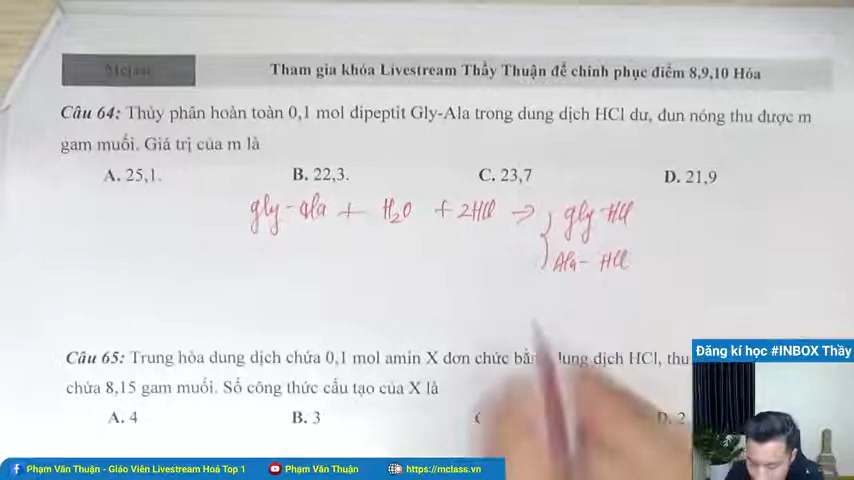 Mclass
Tham gia khóa Livestream Thầy Thuận để chinh phục điểm 8,9,10 Hóa
Câu 64: Thủy phân hoàn toàn 0,1 mol dipeptit Gly-Ala trong dung dịch HCl dư, đun nóng thu được m
gam muối. Giá trị của m là
A. 25,1. B. 22,3. C. 23,7 D. 21,9
gly-Ala + H2O + 2HCl → { gly-HCl
Ala-HCl
Câu 65: Trung hòa dung dịch chứa 0,1 mol amin X đơn chức dung dịch HCl, thu
chứa 8,15 gam muối. Số công thức cấu tạo của X là
A. 4 B. 3 D. 2
Đăng kí học #INBOX Thầy
Phạm Văn Thuận - Giáo Viên Livestream Hoá Top 1 Phạm Văn Thuận https://mclass.vn